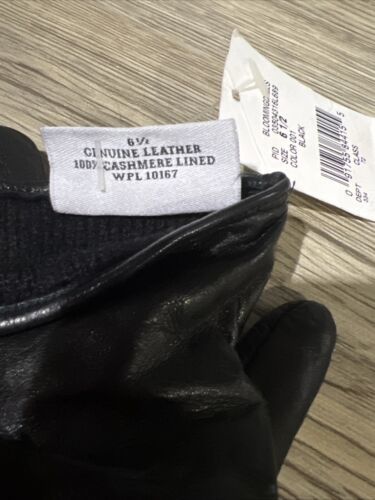 6½
GENUINE LEATHER
100% CASHMERE LINED
WPL 10167
BLOOMINGDALES
PID
SIZE 6 1/2
COLOR 001
BLACK
CLASS
DEPT